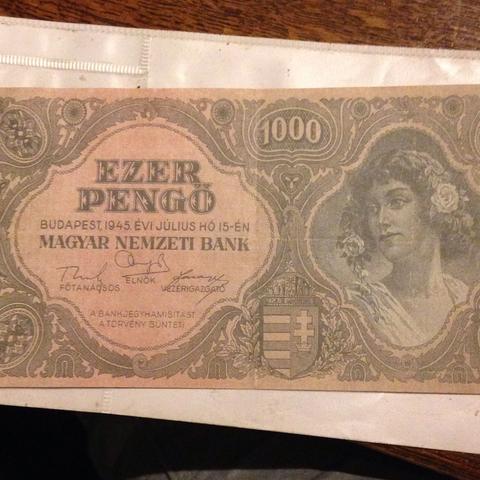 1000
EZER
PENGŐ
BUDAPEST, 1945. ÉVI JÚLIUS HÓ 15-ÉN
MAGYAR NEMZETI BANK
FŐTANÁCSOS
ELNÖK
VEZÉRIGAZGATÓ
A BANKJEGYHAMISÍTÁST
A TÖRVÉNY BÜNTETI